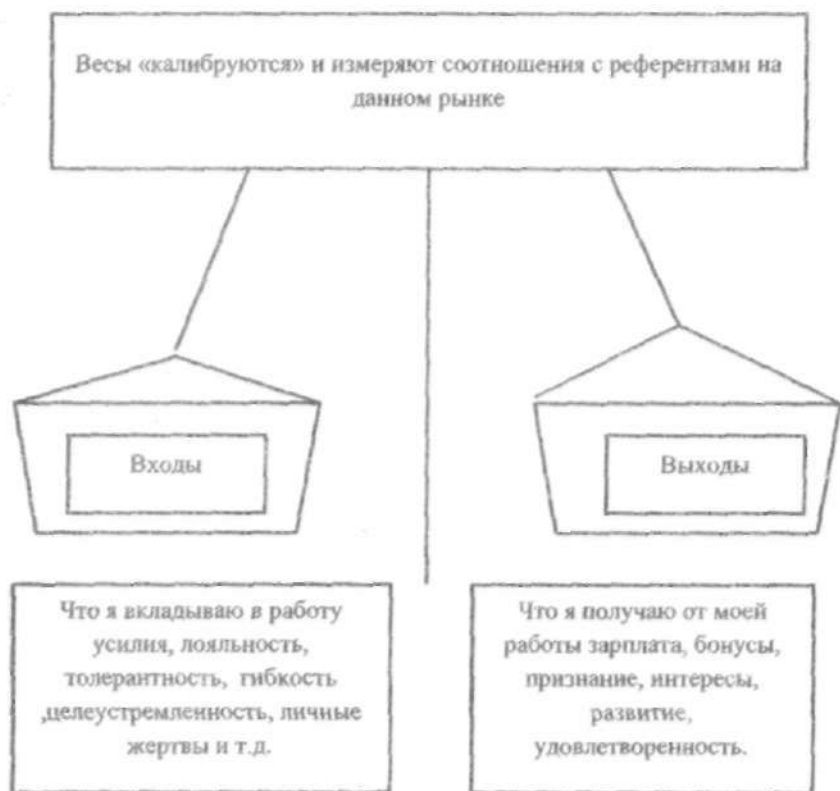 Весы «калибруются» и измеряют соотношения с референтами на
данном рынке
Входы
Выходы
Что я вкладываю в работу
усилия, лояльность,
толерантность, гибкость
,целеустремленность, личные
жертвы и т.д.
Что я получаю от моей
работы зарплата, бонусы,
признание, интересы,
развитие,
удовлетворенность.